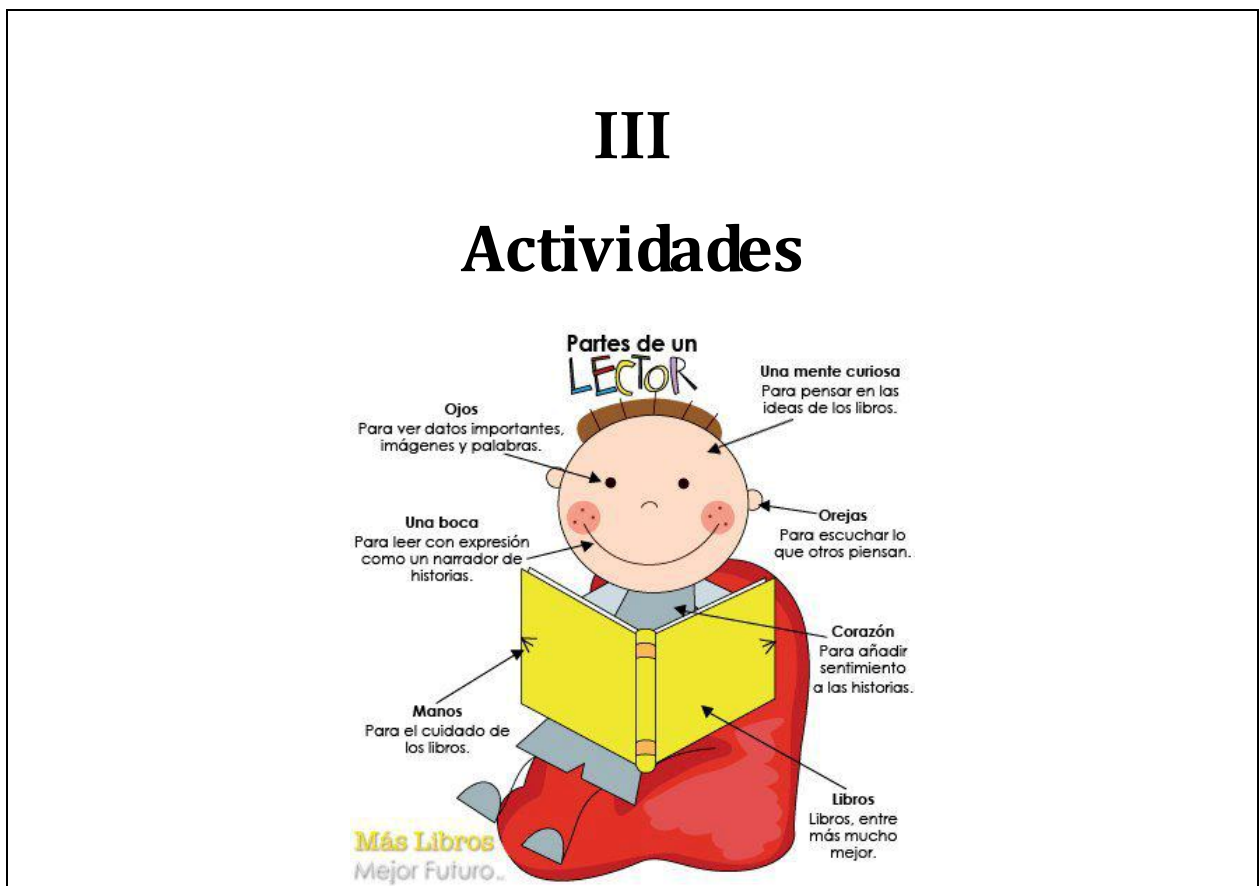 III
Actividades
Partes de un
LECTOR
Una mente curiosa
Para pensar en las
ideas de los libros.
Ojos
Para ver datos importantes,
imágenes y palabras.
Orejas
Para escuchar lo
que otros piensan.
Una boca
Para leer con expresión
como un narrador de
historias.
Corazón
Para añadir
sentimiento
a las historias.
Manos
Para el cuidado de
los libros.
Libros
Libros, entre
más mucho
mejor.
Más Libros
Mejor Futuro..